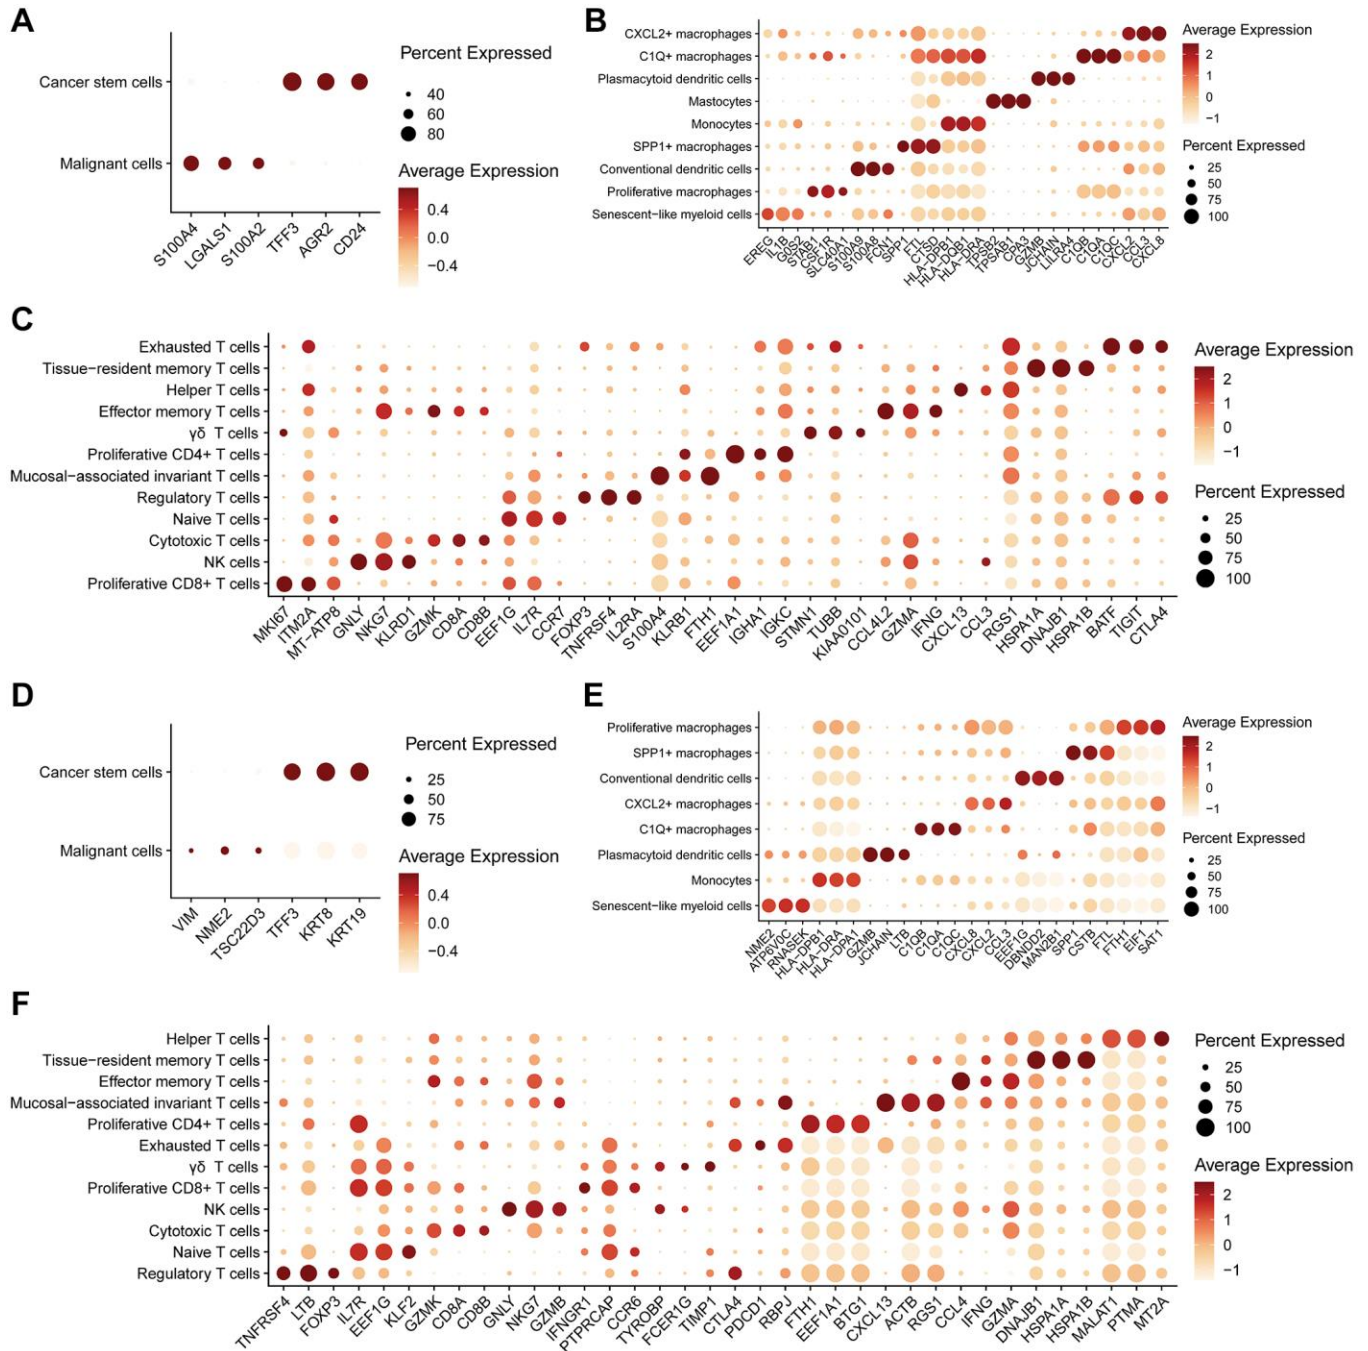 A
Cancer stem cells
Malignant cells
S100A4
LGALS1
S100A2
TFF3
AGR2
CD24
Percent Expressed
40
60
80
Average Expression
0.4
0.0
−0.4
B
CXCL2+ macrophages
C1Q+ macrophages
Plasmacytoid dendritic cells
Mastocytes
Monocytes
SPP1+ macrophages
Conventional dendritic cells
Proliferative macrophages
Senescent−like myeloid cells
EREG
IL1B
G0S2
STAB1
CSF1R
SLC40A1
S100A9
S100A8
FCN1
SPP1
FTL
CTSD
HLA−DPB1
HLA−DQB1
HLA−DRA
TPSB2
TPSAB1
CPA3
GZMB
JCHAIN
LILRA4
C1QB
C1QA
C1QC
CXCL2
CCL3
CXCL8
Average Expression
2
1
0
−1
Percent Expressed
25
50
75
100
C
Exhausted T cells
Tissue−resident memory T cells
Helper T cells
Effector memory T cells
γδ T cells
Proliferative CD4+ T cells
Mucosal−associated invariant T cells
Regulatory T cells
Naive T cells
Cytotoxic T cells
NK cells
Proliferative CD8+ T cells
MKI67
ITM2A
MT−ATP8
GNLY
NKG7
KLRD1
GZMK
CD8A
CD8B
EEF1G
IL7R
CCR7
FOXP3
TNFRSF4
IL2RA
S100A4
KLRB1
FTH1
EEF1A1
IGHA1
IGKC
STMN1
TUBB
KIAA0101
CCL4L2
GZMA
IFNG
CXCL13
CCL3
RGS1
HSPA1A
DNAJB1
HSPA1B
BATF
TIGIT
CTLA4
Average Expression
2
1
0
−1
Percent Expressed
25
50
75
100
D
Cancer stem cells
Malignant cells
VIM
NME2
TSC22D3
TFF3
KRT8
KRT19
Percent Expressed
25
50
75
Average Expression
0.4
0.0
−0.4
E
Proliferative macrophages
SPP1+ macrophages
Conventional dendritic cells
CXCL2+ macrophages
C1Q+ macrophages
Plasmacytoid dendritic cells
Monocytes
Senescent−like myeloid cells
NME2
ATP6V0C
RNASEK
HLA−DPB1
HLA−DRA
HLA−DPA1
GZMB
JCHAIN
LTB
C1QB
C1QA
C1QC
CXCL8
CXCL2
CCL3
EEF1G
DBNDD2
MAN2B1
SPP1
CSTB
FTL
FTH1
EIF1
SAT1
Average Expression
2
1
0
−1
Percent Expressed
25
50
75
100
F
Helper T cells
Tissue−resident memory T cells
Effector memory T cells
Mucosal−associated invariant T cells
Proliferative CD4+ T cells
Exhausted T cells
γδ T cells
Proliferative CD8+ T cells
NK cells
Cytotoxic T cells
Naive T cells
Regulatory T cells
TNFRSF4
LTB
FOXP3
IL7R
EEF1G
KLF2
GZMK
CD8A
CD8B
GNLY
NKG7
GZMB
IFNGR1
PTPRCAP
CCR6
TYROBP
FCER1G
TIMP1
CTLA4
PDCD1
RBPJ
FTH1
EEF1A1
BTG1
CXCL13
ACTB
RGS1
CCL4
IFNG
GZMA
DNAJB1
HSPA1A
HSPA1B
MALAT1
PTMA
MT2A
Percent Expressed
25
50
75
100
Average Expression
2
1
0
−1